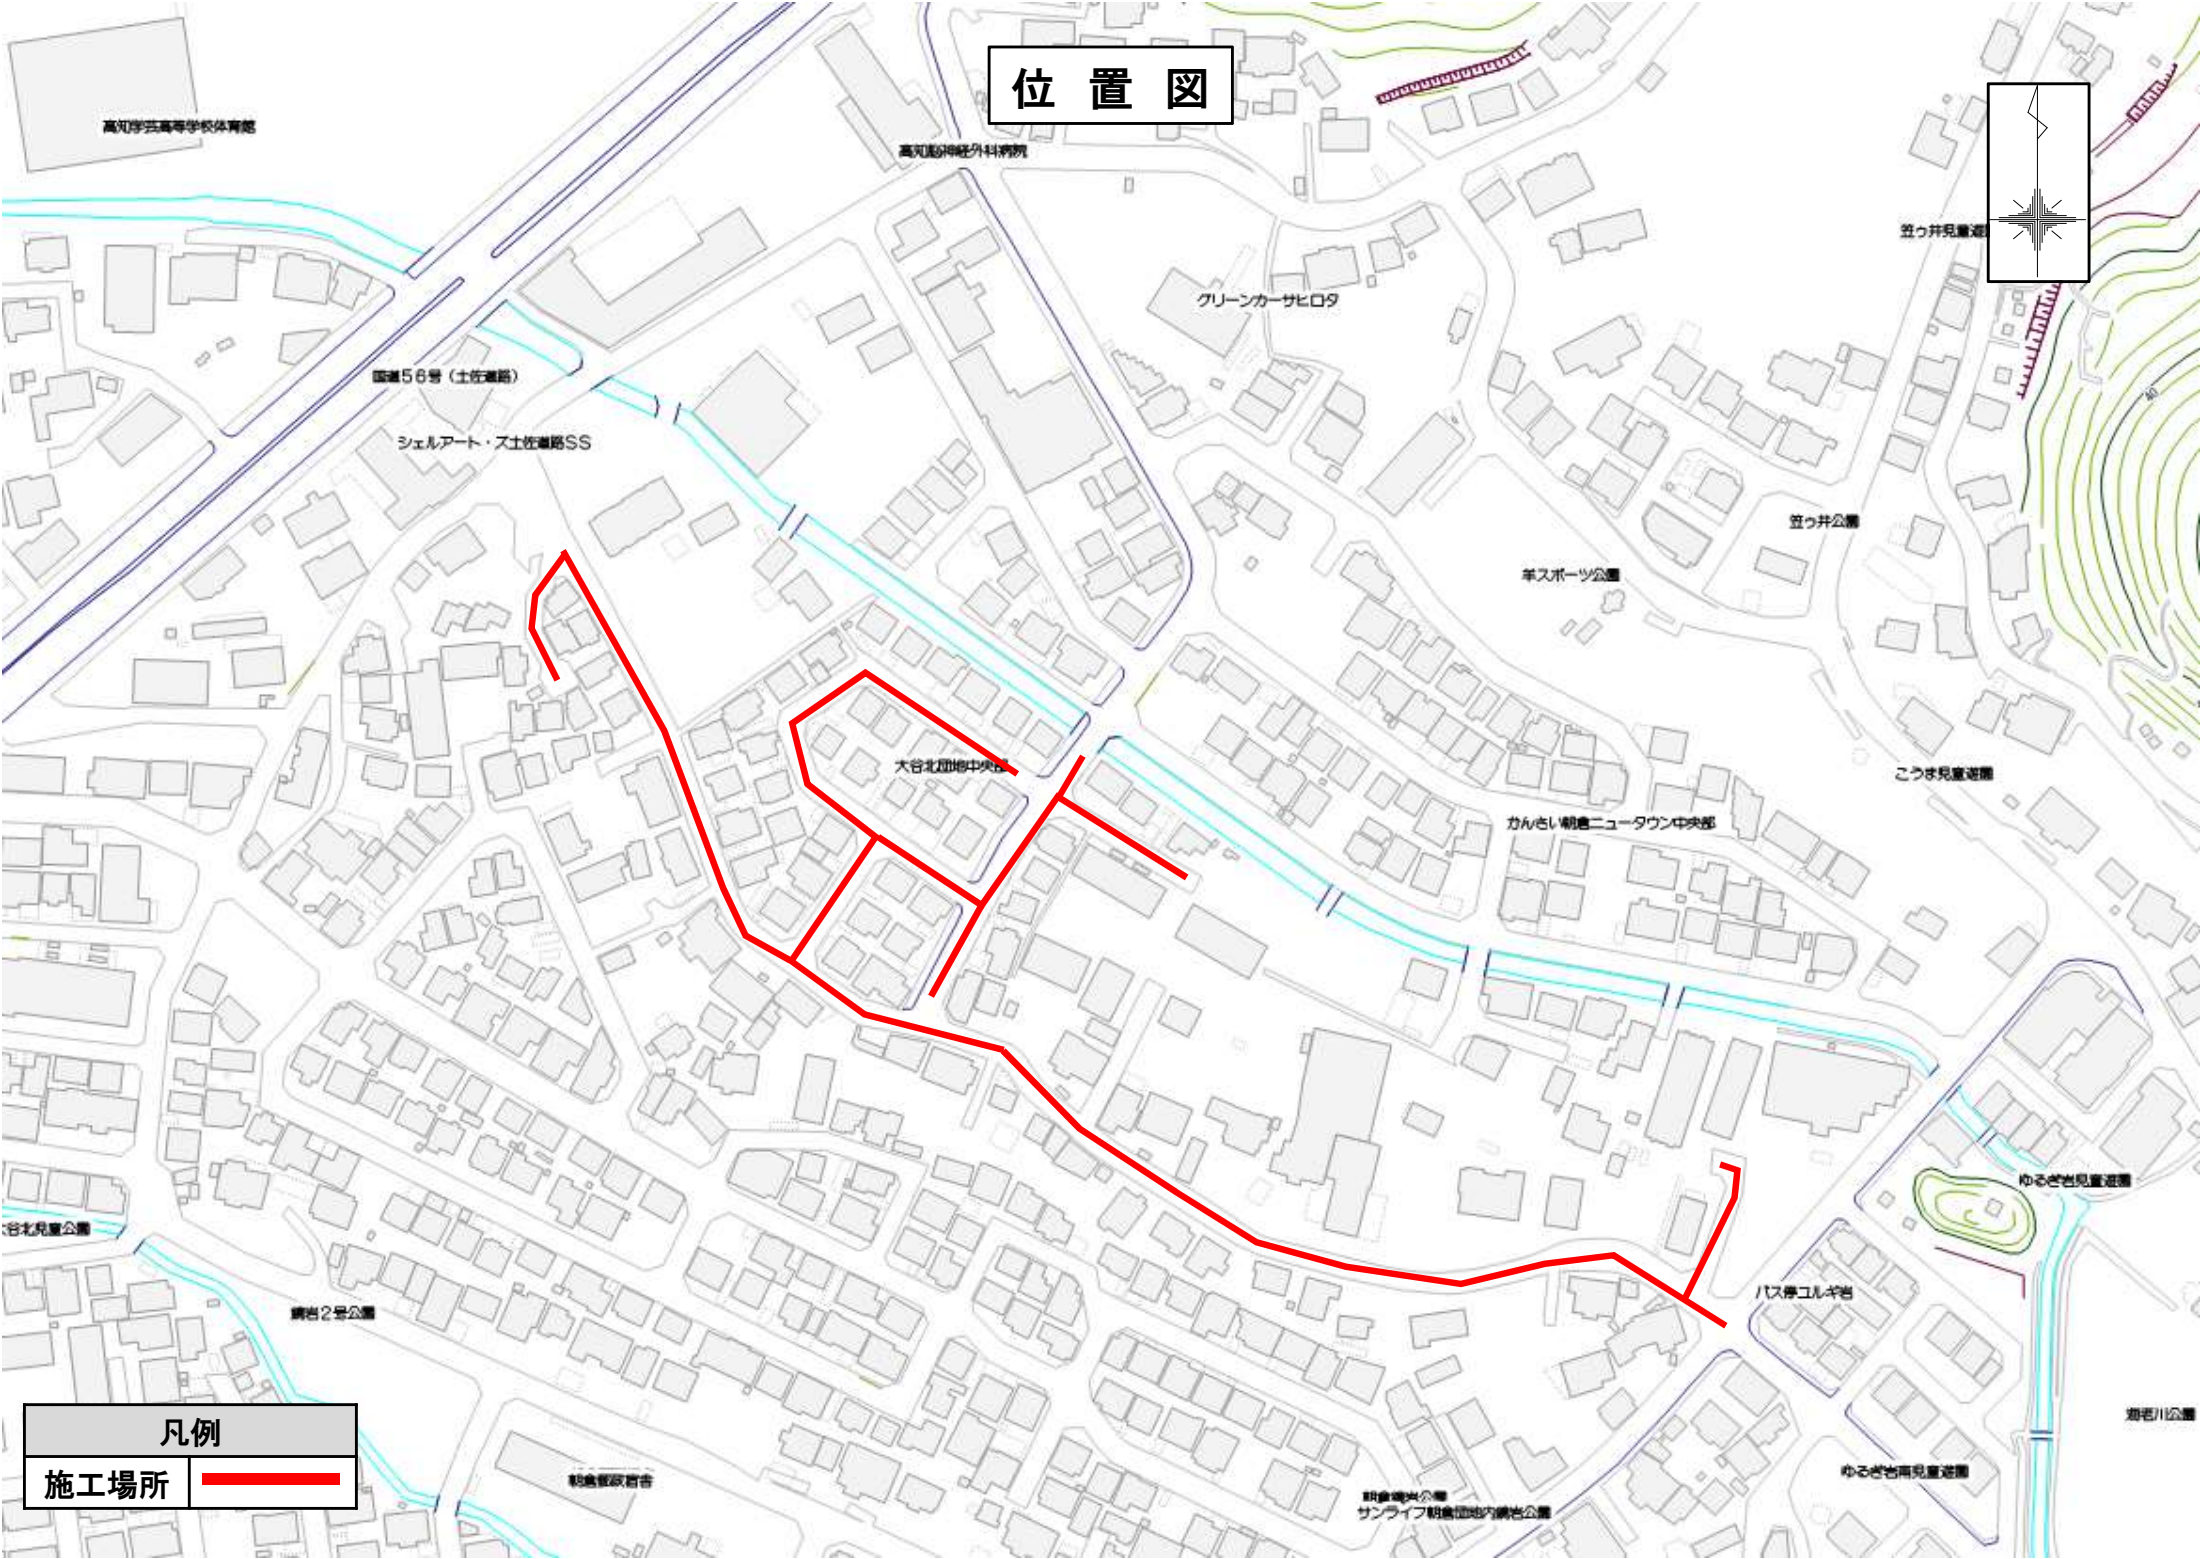 位置図
高知学芸高等学校体育館
高知脳神経外科病院
笠ヶ井児童遊園
グリーンカーサヒロタ
国道56号（土佐道路）
40
シェルアート・ズ土佐道路SS
笠ヶ井公園
羊スポーツ公園
大谷北団地中央部
こうま児童遊園
かんさい朝倉ニュータウン中央部
ゆるぎ岩児童遊園
谷北児童公園
バス停ユルギ岩
鏡岩2号公園
海老川公園
凡例
施工場所
朝倉郵政宿舎
ゆるぎ岩南児童遊園
朝倉鏡岩公園
サンライフ朝倉団地内鏡岩公園